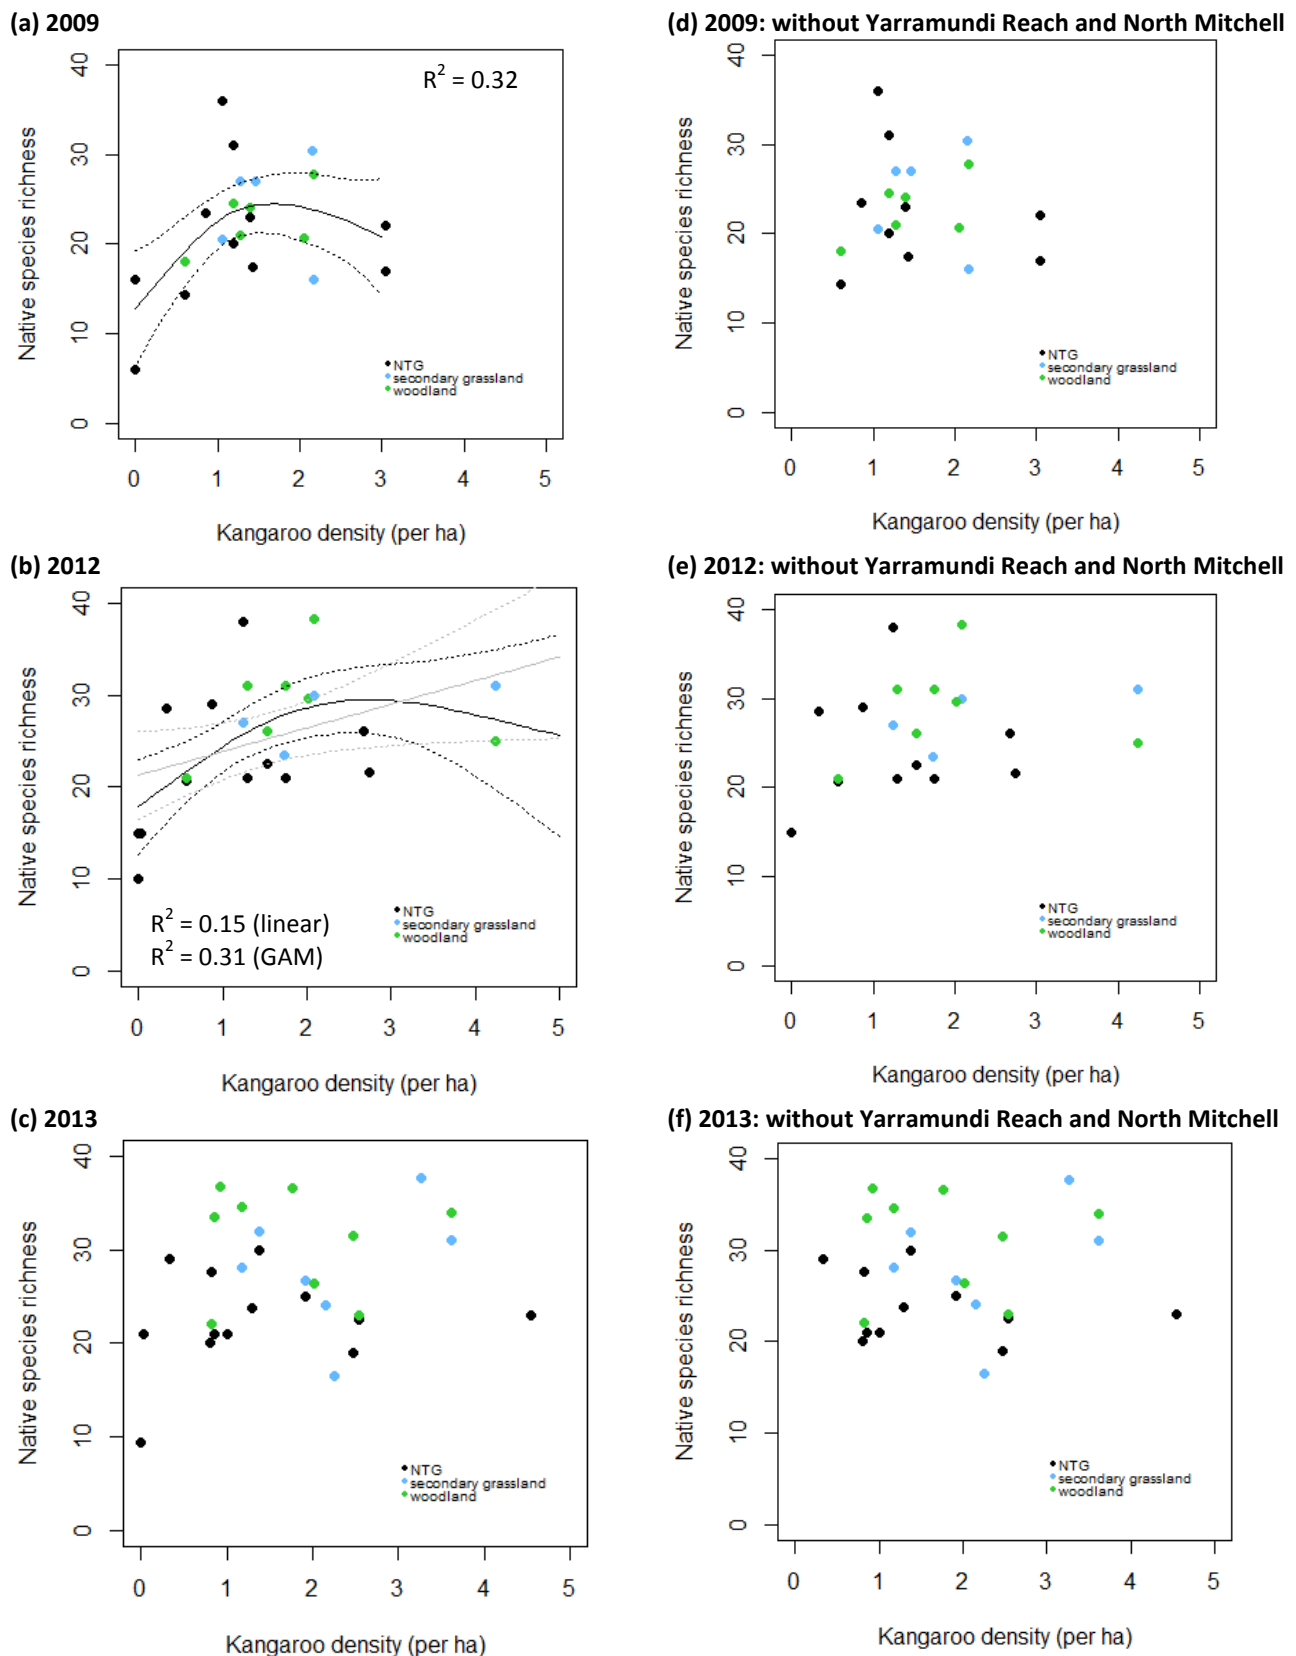 (a) 2009
R² = 0.32
Native species richness
40
30
20
10
0
NTG
secondary grassland
woodland
0 1 2 3 4 5
Kangaroo density (per ha)
(d) 2009: without Yarramundi Reach and North Mitchell
Native species richness
40
30
20
10
0
NTG
secondary grassland
woodland
0 1 2 3 4 5
Kangaroo density (per ha)
(b) 2012
Native species richness
40
30
20
10
0
R² = 0.15 (linear)
R² = 0.31 (GAM)
NTG
secondary grassland
woodland
0 1 2 3 4 5
Kangaroo density (per ha)
(e) 2012: without Yarramundi Reach and North Mitchell
Native species richness
40
30
20
10
0
NTG
secondary grassland
woodland
0 1 2 3 4 5
Kangaroo density (per ha)
(c) 2013
Native species richness
40
30
20
10
0
NTG
secondary grassland
woodland
0 1 2 3 4 5
Kangaroo density (per ha)
(f) 2013: without Yarramundi Reach and North Mitchell
Native species richness
40
30
20
10
0
NTG
secondary grassland
woodland
0 1 2 3 4 5
Kangaroo density (per ha)